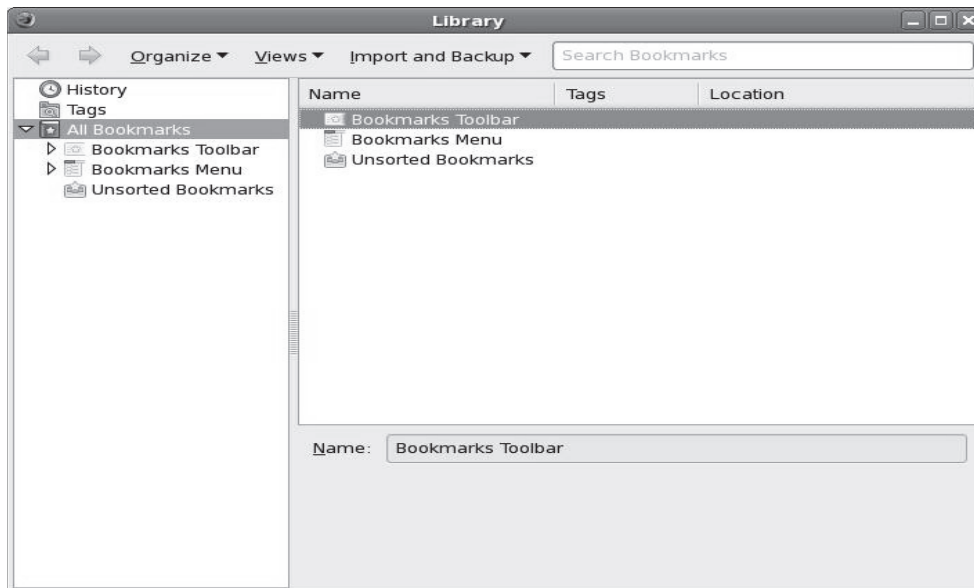 Library
Organize Views Import and Backup Search Bookmarks
History
Tags
All Bookmarks
Bookmarks Toolbar
Bookmarks Menu
Unsorted Bookmarks
Name Tags Location
Bookmarks Toolbar
Bookmarks Menu
Unsorted Bookmarks
Name: Bookmarks Toolbar